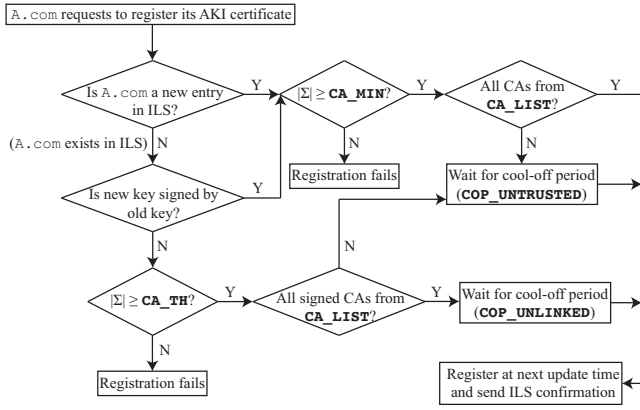 A.com requests to register its AKI certificate
Is A.com a new entry
in ILS?
Y
|Σ| ≥ CA_MIN?
Y
All CAs from
CA_LIST?
Y
(A.com exists in ILS)
N
N
N
Registration fails
Wait for cool-off period
(COP_UNTRUSTED)
Is new key signed by
old key?
Y
N
N
|Σ| ≥ CA_TH?
Y
All signed CAs from
CA_LIST?
Y
Wait for cool-off period
(COP_UNLINKED)
N
Registration fails
Register at next update time
and send ILS confirmation